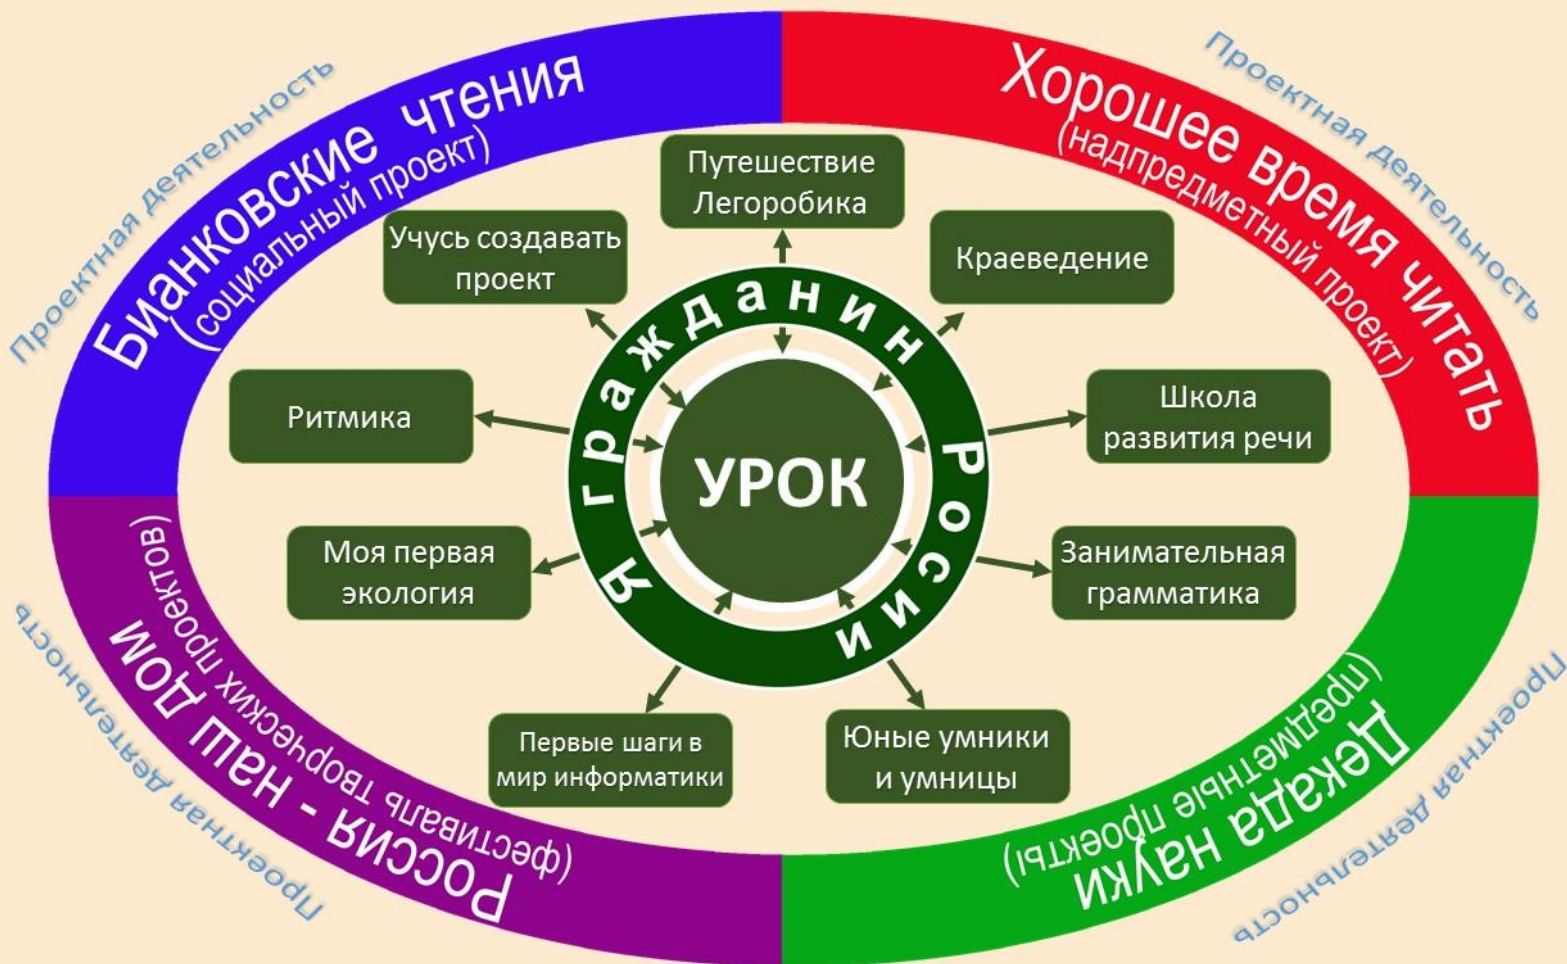 Проектная деятельность
Проектная деятельность
Бианковские чтения
(социальный проект)
Хорошее время читать
(надпредметный проект)
Путешествие
Легоробика
Учусь создавать
проект
Краеведение
Ритмика
Школа
развития речи
Я гражданин Росии
УРОК
Моя первая
экология
Занимательная
грамматика
Первые шаги в
мир информатики
Юные умники
и умницы
Россия - наш дом
(фестиваль творческих проектов)
Декада науки
(предметные проекты)
Проектная деятельность
Проектная деятельность